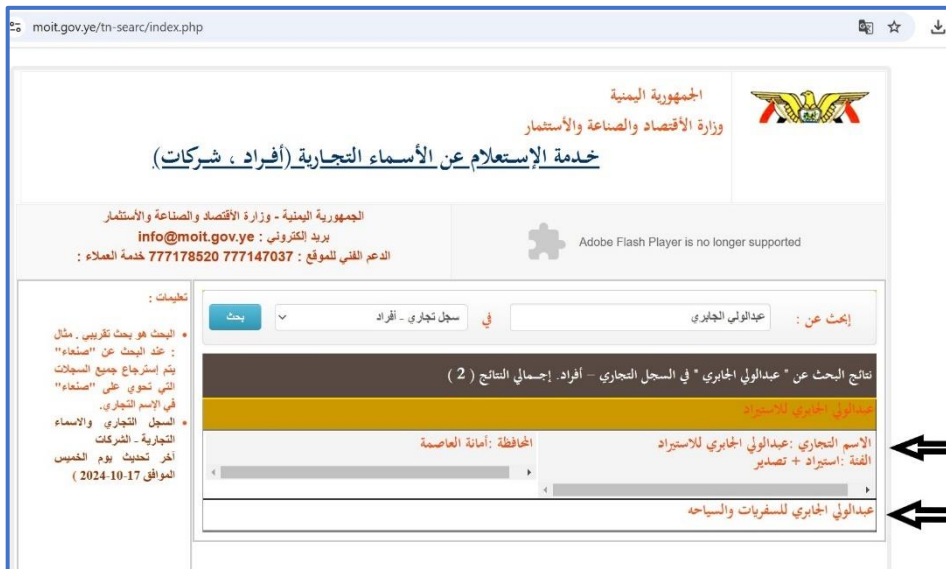 moit.gov.ye/tn-searc/index.php
الجمهورية اليمنية
وزارة الأقتصاد والصناعة والأستثمار
خدمة الإستعلام عن الأسماء التجارية (أفراد ، شركات)
الجمهورية اليمنية - وزارة الأقتصاد والصناعة والأستثمار
بريد إلكتروني : info@moit.gov.ye
الدعم الفني للموقع : 777147037 777178520 خدمة العملاء :
Adobe Flash Player is no longer supported
إبحث عن :
عبدالولي الجابري
في
سجل تجاري - أفراد
بحث
نتائج البحث عن " عبدالولي الجابري " في السجل التجاري – أفراد. إجمالي النتائج ( 2 )
عبدالولي الجابري للاستيراد
الاسم التجاري :عبدالولي الجابري للاستيراد
الفئة :استيراد + تصدير
المحافظة :أمانة العاصمة
عبدالولي الجابري للسفريات والسياحه
تعليمات :
البحث هو بحث تقريبي . مثال
: عند البحث عن "صنعاء"
يتم إسترجاع جميع السجلات
التي تحوي على "صنعاء"
في الإسم التجاري.
السجل التجاري والاسماء
التجارية - الشركات
آخر تحديث يوم الخميس
الموافق 17-10-2024 )